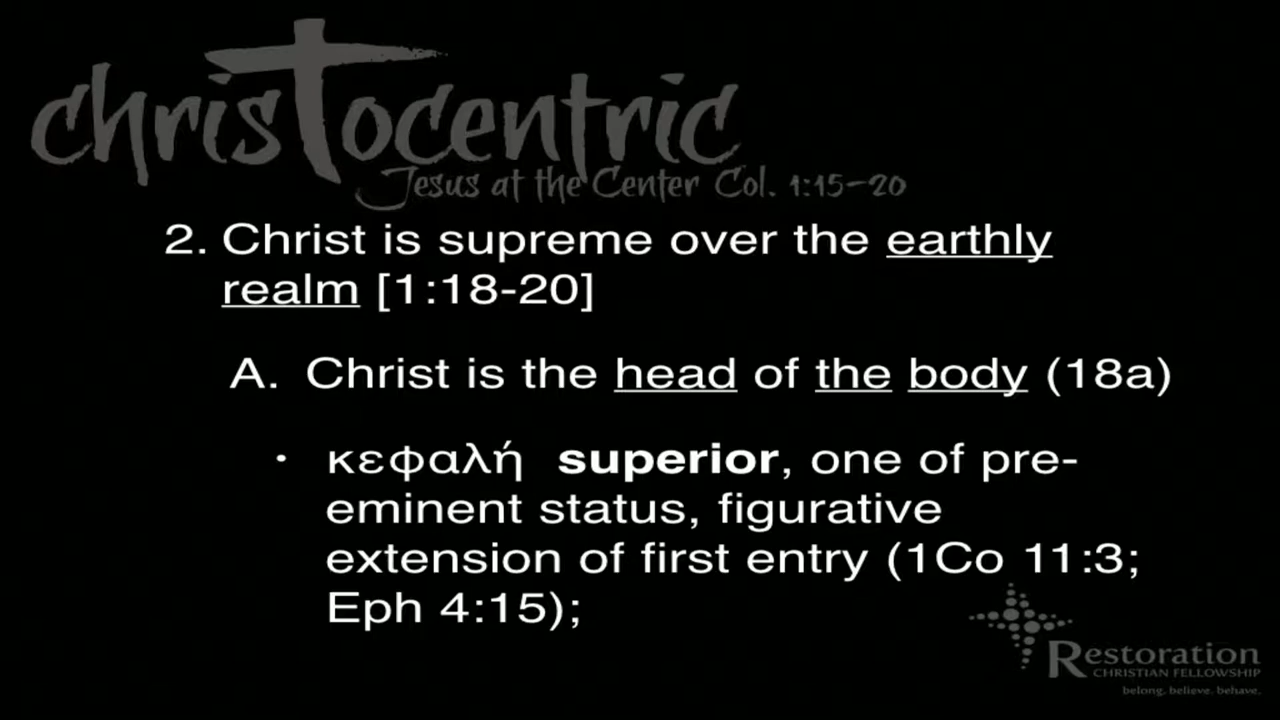 chrisTocentric
Jesus at the Center Col. 1:15-20
2. Christ is supreme over the earthly
realm [1:18-20]
A. Christ is the head of the body (18a)
· κεφαλή superior, one of pre-
eminent status, figurative
extension of first entry (1Co 11:3;
Eph 4:15);
Restoration
CHRISTIAN FELLOWSHIP
belong. believe. behave.